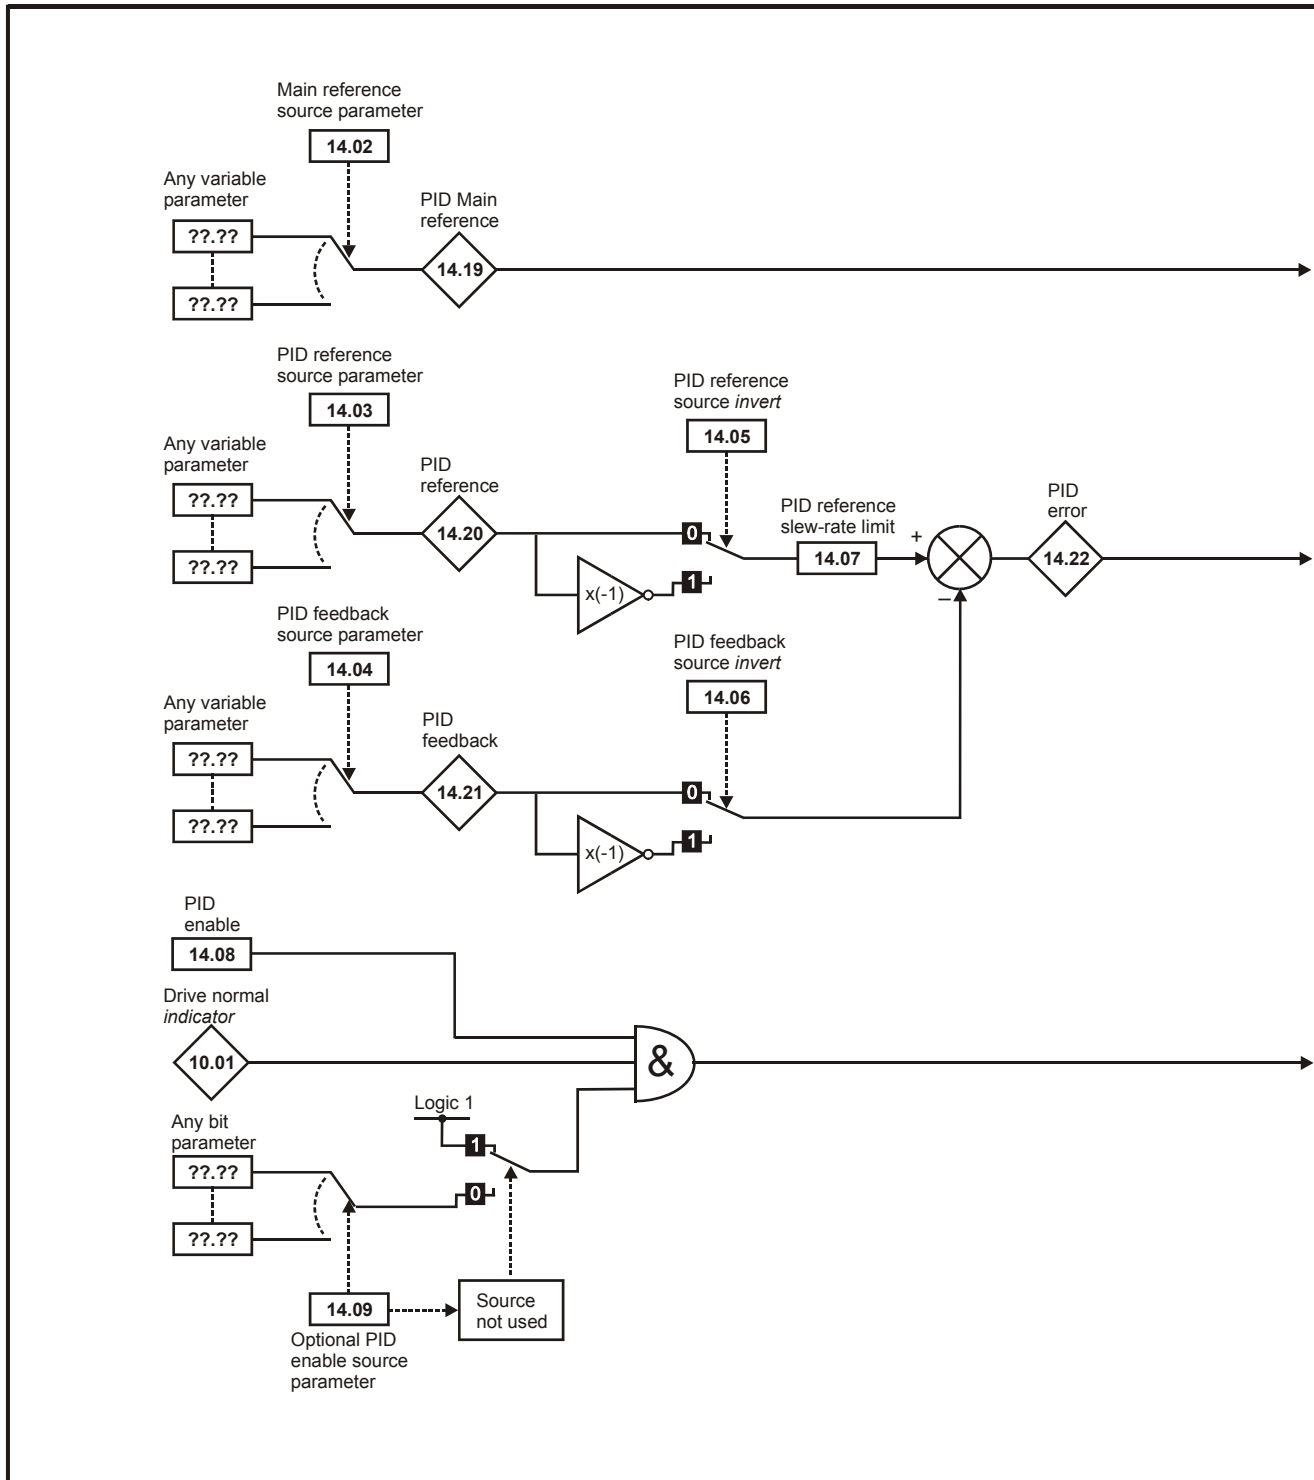 Main reference
source parameter
14.02
Any variable
parameter
??.??
??.??
PID Main
reference
14.19
PID reference
source parameter
14.03
Any variable
parameter
??.??
??.??
PID
reference
14.20
PID reference
source invert
14.05
0
1
x(-1)
PID reference
slew-rate limit
14.07
+
–
PID
error
14.22
PID feedback
source parameter
14.04
Any variable
parameter
??.??
??.??
PID
feedback
14.21
PID feedback
source invert
14.06
0
1
x(-1)
PID
enable
14.08
Drive normal
indicator
10.01
&
Logic 1
1
0
Any bit
parameter
??.??
??.??
14.09
Optional PID
enable source
parameter
Source
not used